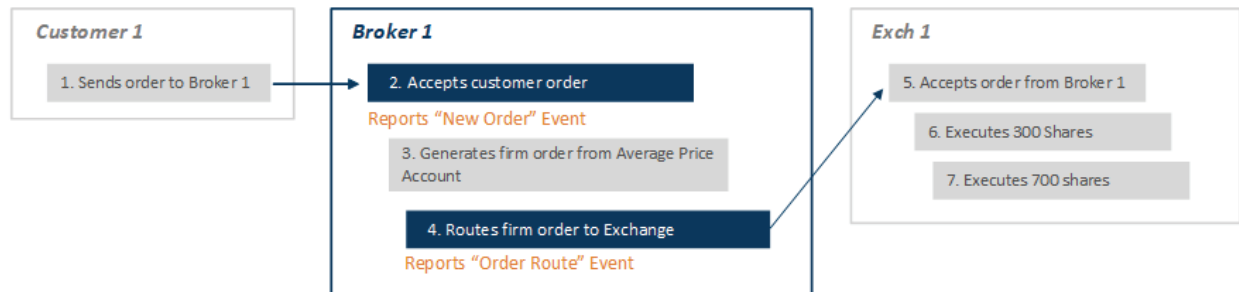 Customer 1
1. Sends order to Broker 1
Broker 1
2. Accepts customer order
Reports “New Order” Event
3. Generates firm order from Average Price
Account
4. Routes firm order to Exchange
Reports “Order Route” Event
Exch 1
5. Accepts order from Broker 1
6. Executes 300 Shares
7. Executes 700 shares